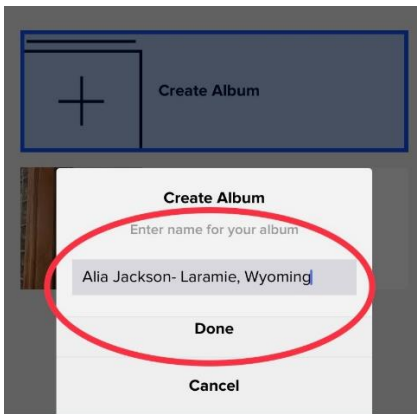 Create Album
Create Album
Enter name for your album
Alia Jackson- Laramie, Wyoming
Done
Cancel